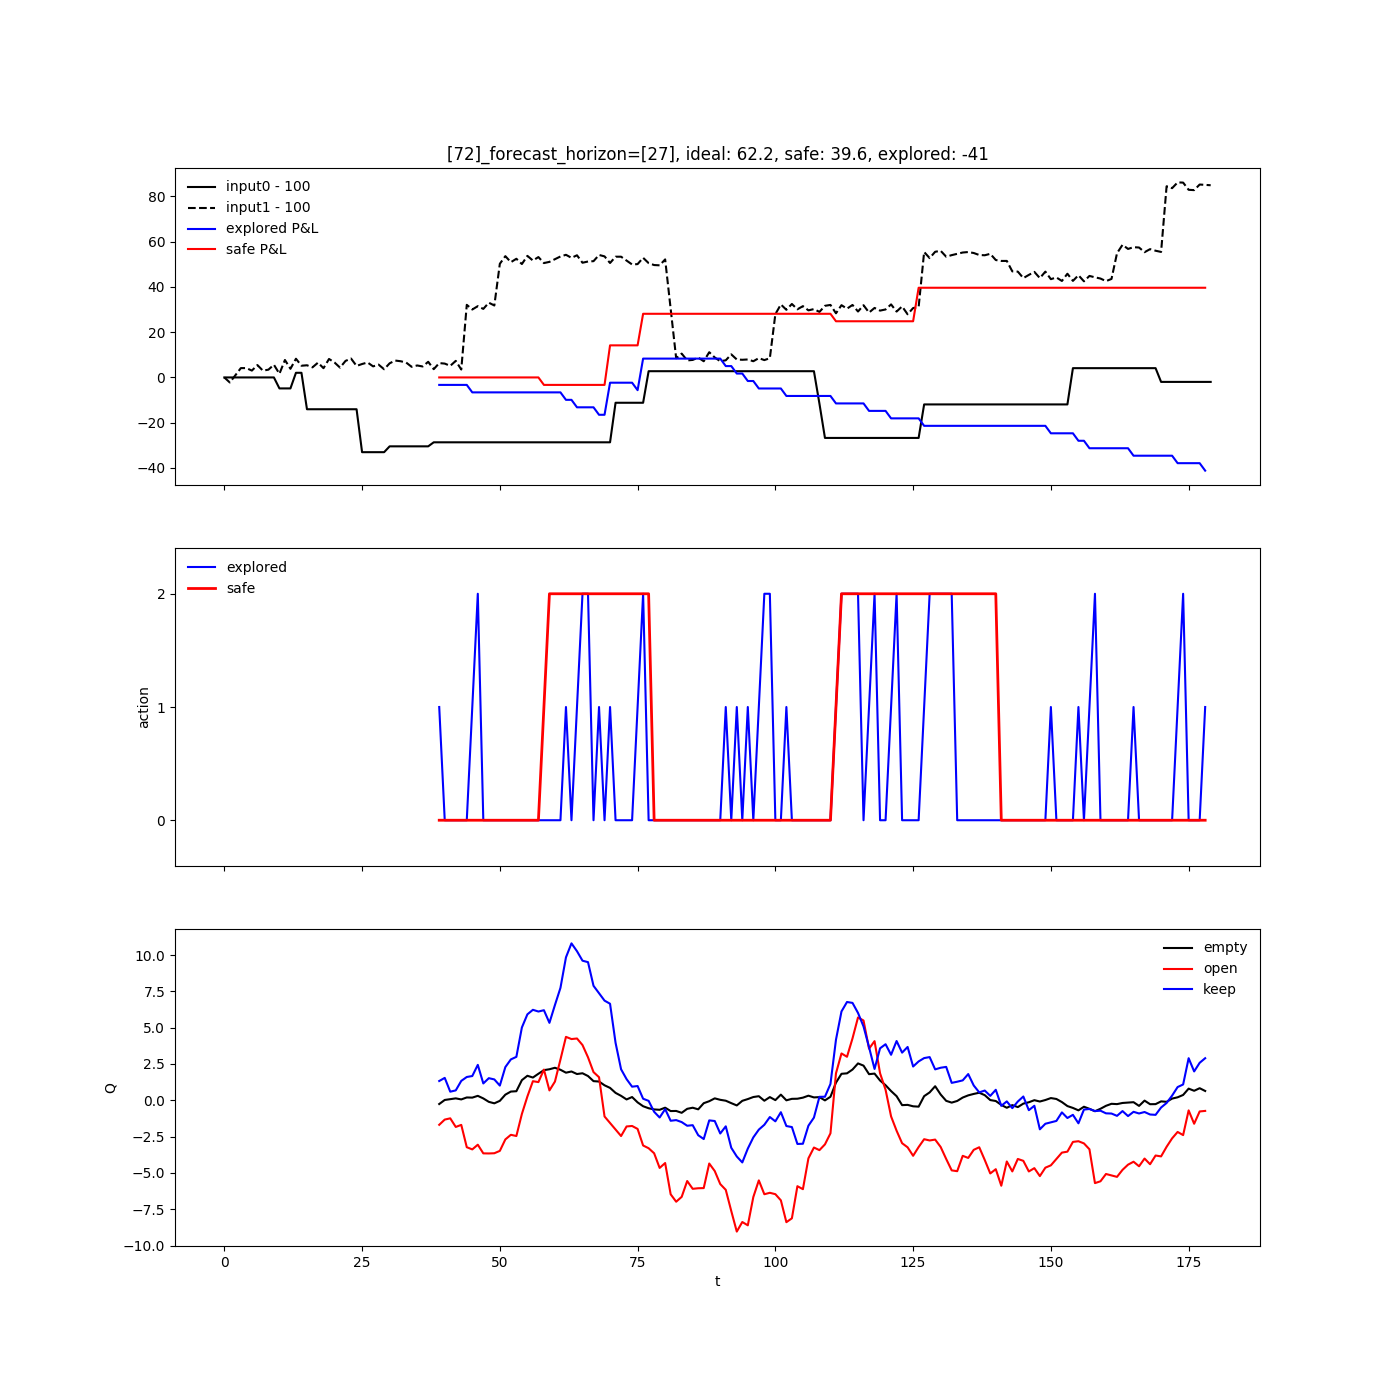 [72]_forecast_horizon=[27], ideal: 62.2, safe: 39.6, explored: -41
input0 - 100
input1 - 100
explored P&L
safe P&L
80
60
40
20
0
−20
−40
explored
safe
2
1
0
action
empty
open
keep
10.0
7.5
5.0
2.5
0.0
−2.5
−5.0
−7.5
−10.0
Q
0 25 50 75 100 125 150 175
t